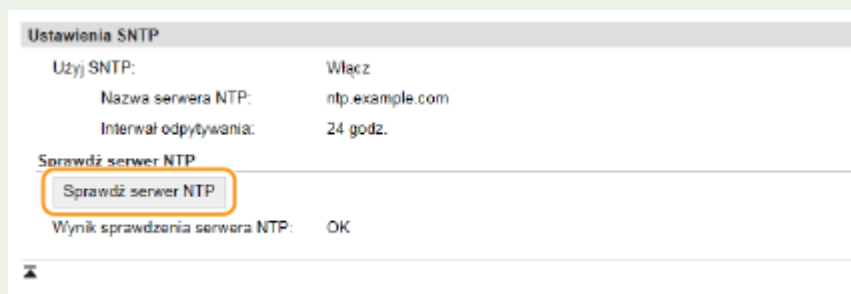 Ustawienia SNTP
Użyj SNTP: Włącz
Nazwa serwera NTP: ntp.example.com
Interwał odpytywania: 24 godz.
Sprawdź serwer NTP
Sprawdź serwer NTP
Wynik sprawdzenia serwera NTP: OK